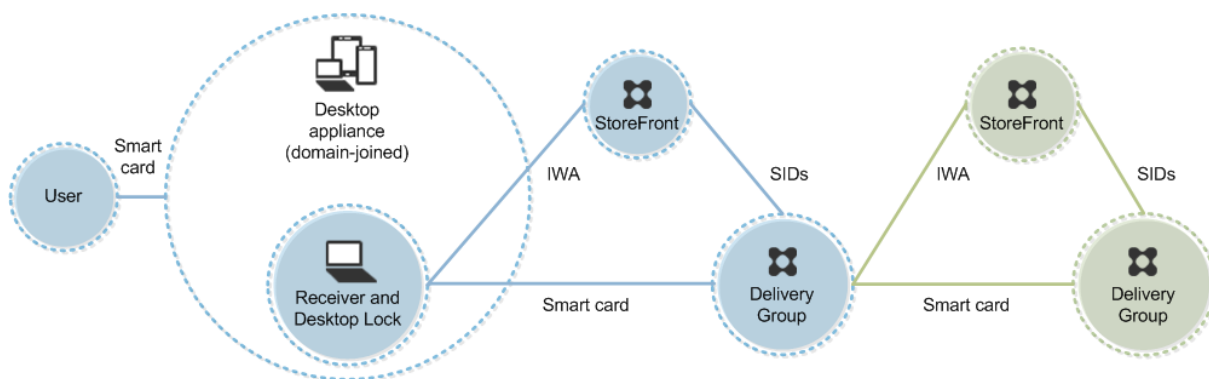 User
Smart
card
Desktop
appliance
(domain-joined)
Receiver and
Desktop Lock
IWA
StoreFront
SIDs
Smart card
Delivery
Group
IWA
StoreFront
SIDs
Smart card
Delivery
Group